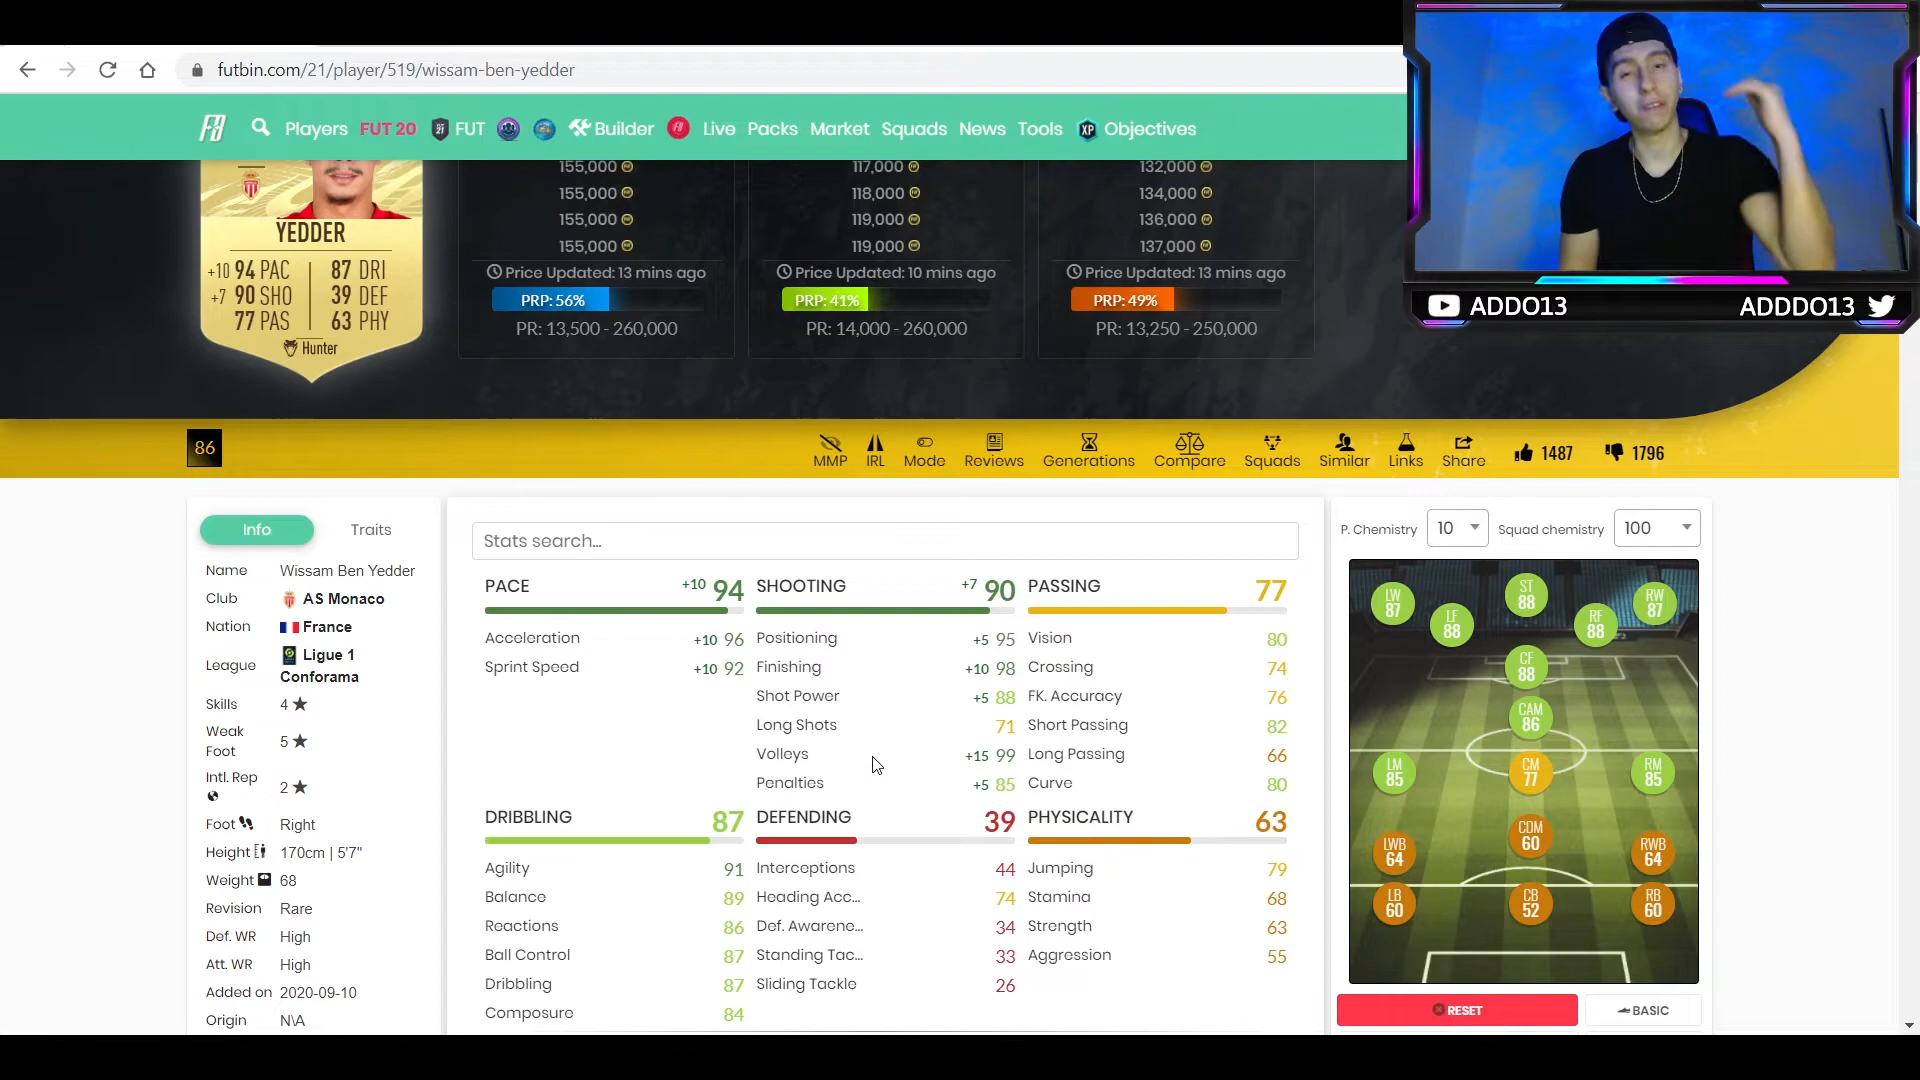 futbin.com/21/player/519/wissam-ben-yedder
Players FUT 20 FUT Builder Live Packs Market Squads News Tools XP Objectives
155,000 117,000 132,000
155,000 118,000 134,000
155,000 119,000 136,000
155,000 119,000 137,000
Price Updated: 13 mins ago Price Updated: 10 mins ago Price Updated: 13 mins ago
PRP: 56% PRP: 41% PRP: 49%
PR: 13,500 - 260,000 PR: 14,000 - 260,000 PR: 13,250 - 250,000
YEDDER
+10 94 PAC 87 DRI
+7 90 SHO 39 DEF
77 PAS 63 PHY
Hunter
ADDO13 ADDDO13
86
MMP IRL Mode Reviews Generations Compare Squads Similar Links Share 1487 1796
Info Traits
Name Wissam Ben Yedder
Club AS Monaco
Nation France
League Ligue 1
Conforama
Skills 4
Weak
Foot 5
Intl. Rep 2
Foot Right
Height 170cm | 5'7"
Weight 68
Revision Rare
Def. WR High
Att. WR High
Added on 2020-09-10
Origin N\A
Stats search...
PACE +10 94
Acceleration +10 96
Sprint Speed +10 92
SHOOTING +7 90
Positioning +5 95
Finishing +10 98
Shot Power +5 88
Long Shots 71
Volleys +15 99
Penalties +5 85
PASSING 77
Vision 80
Crossing 74
FK. Accuracy 76
Short Passing 82
Long Passing 66
Curve 80
DRIBBLING 87
Agility 91
Balance 89
Reactions 86
Ball Control 87
Dribbling 87
Composure 84
DEFENDING 39
Interceptions 44
Heading Acc... 74
Def. Awarene... 34
Standing Tac... 33
Sliding Tackle 26
PHYSICALITY 63
Jumping 79
Stamina 68
Strength 63
Aggression 55
P. Chemistry 10 Squad chemistry 100
LW ST RW
87 88 87
LF RF
88 88
CF
88
CAM
86
LM CM RM
85 77 85
CDM
60
LWB RWB
64 64
LB CB RB
60 52 60
RESET BASIC